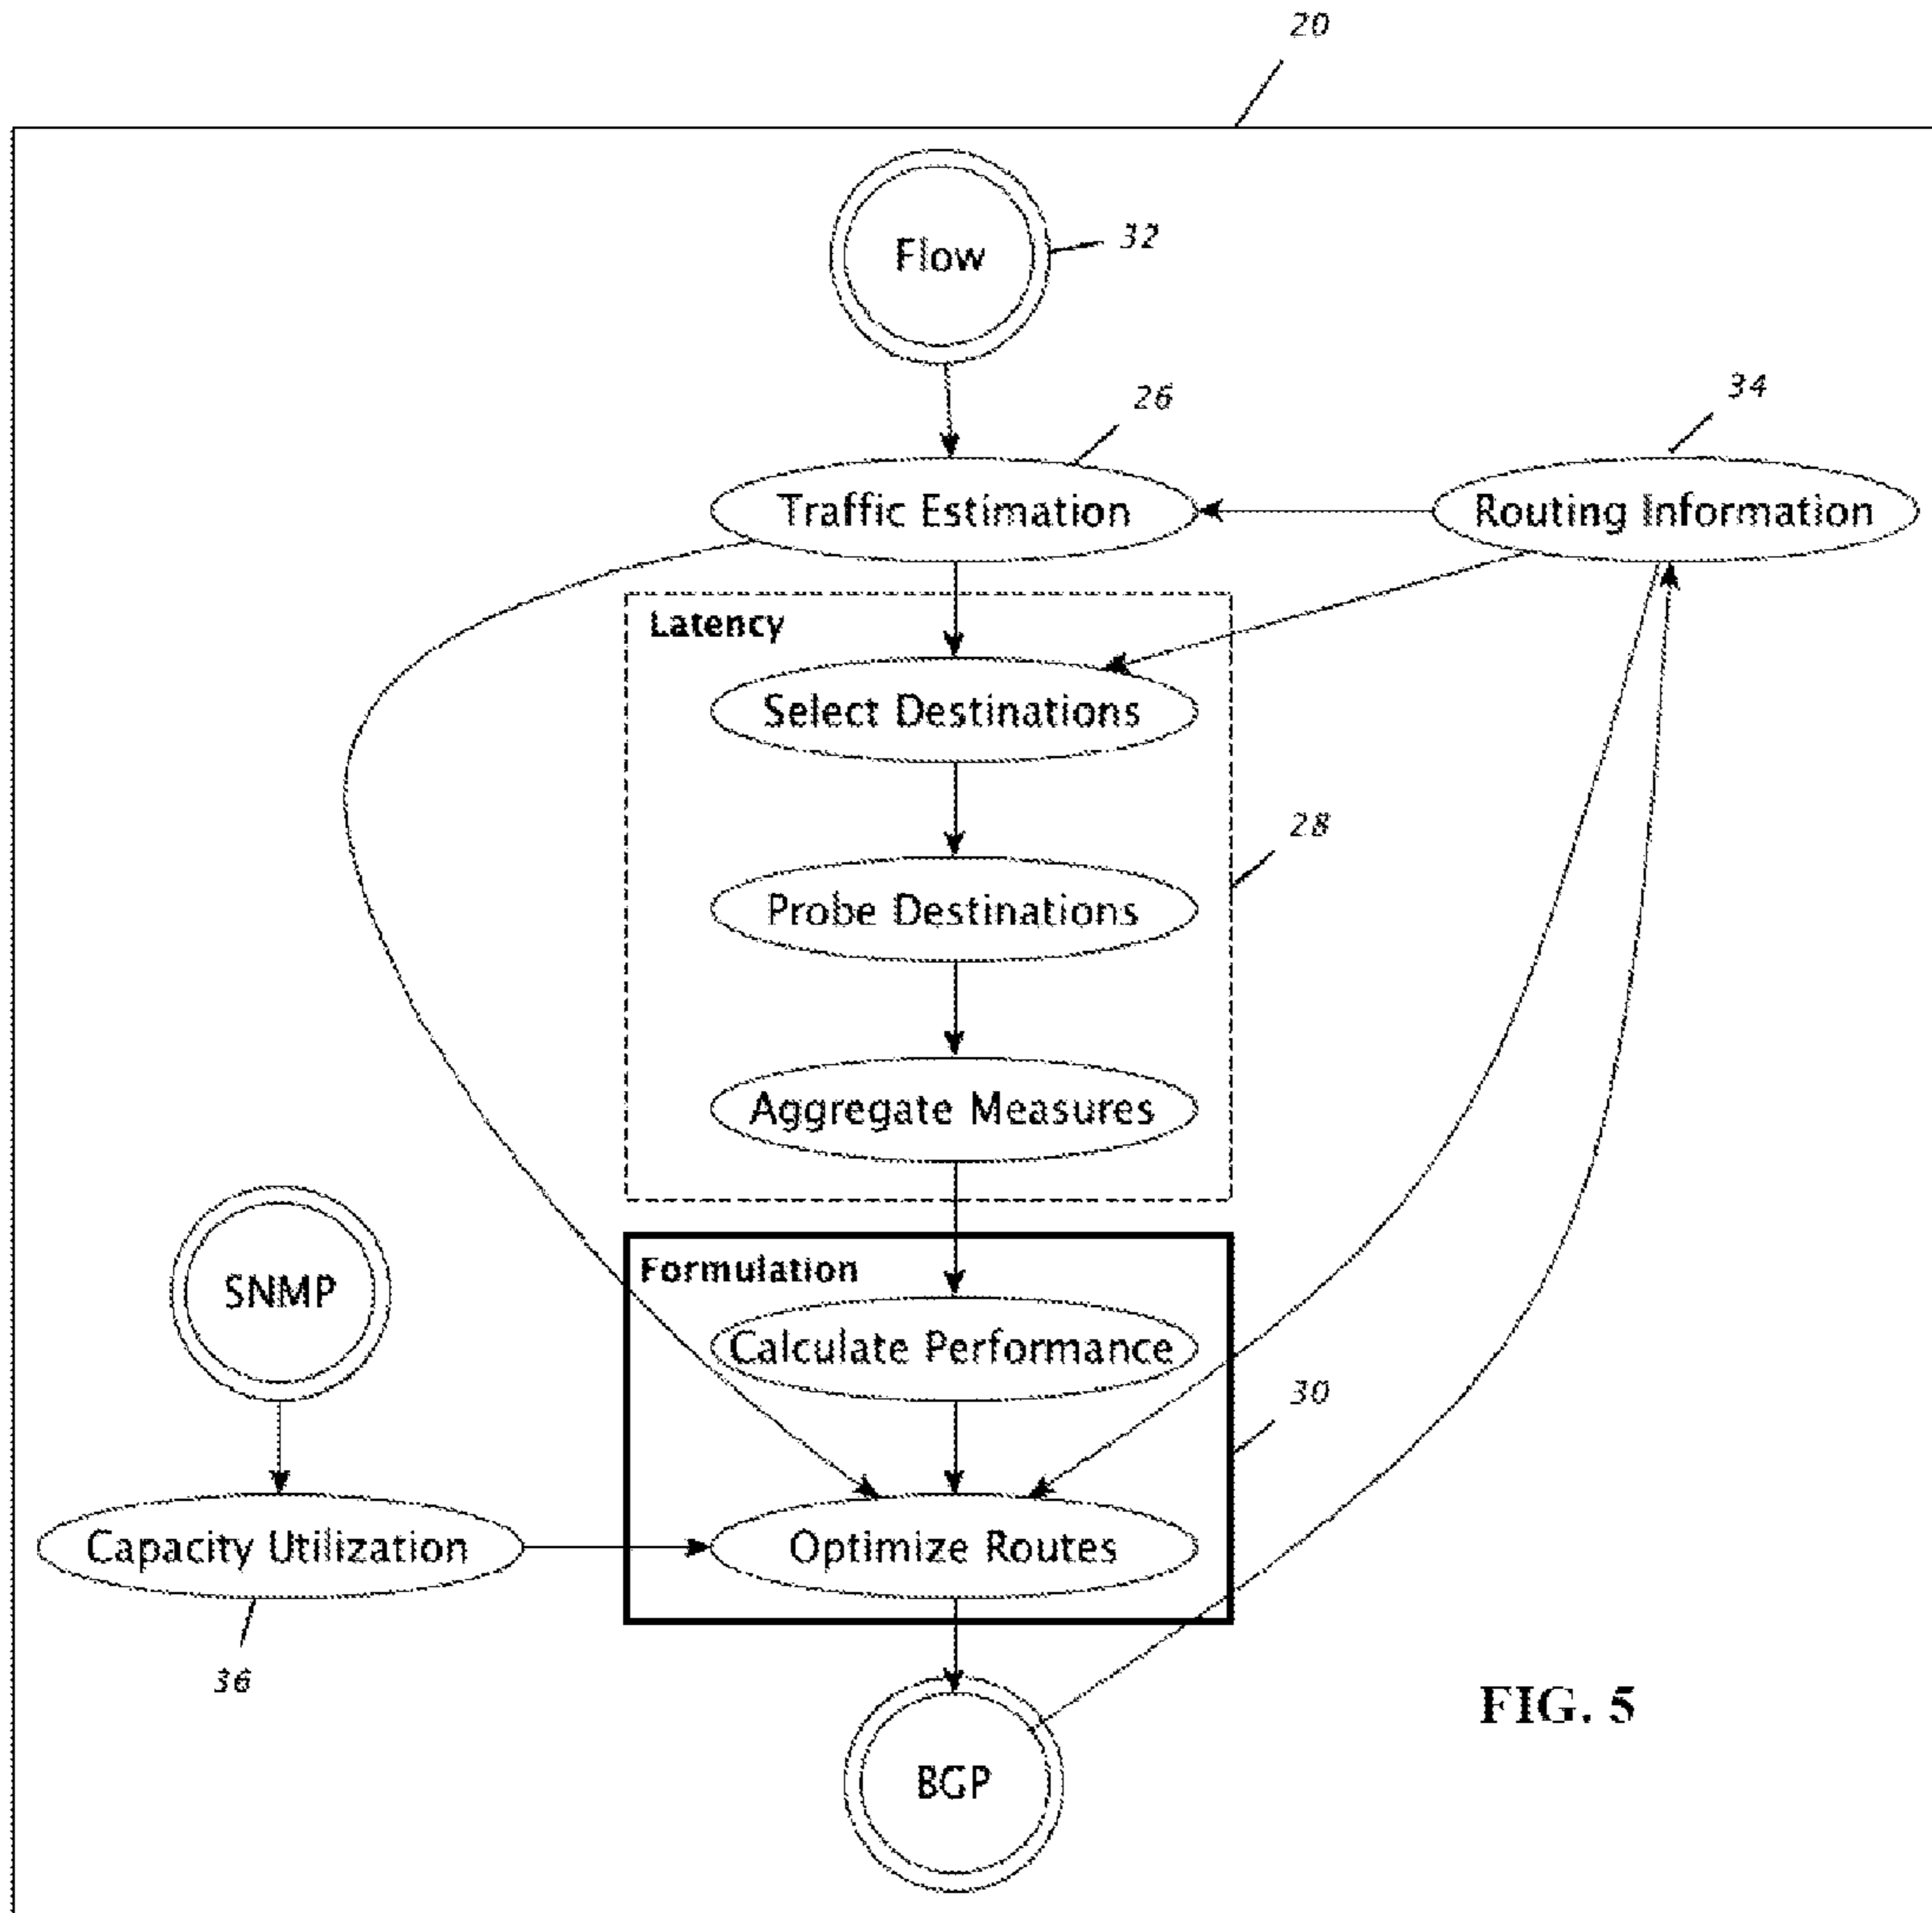 20
Flow
32
26
34
Traffic Estimation
Routing Information
Latency
Select Destinations
28
Probe Destinations
Aggregate Measures
Formulation
SNMP
Calculate Performance
30
Capacity Utilization
Optimize Routes
36
FIG. 5
BGP